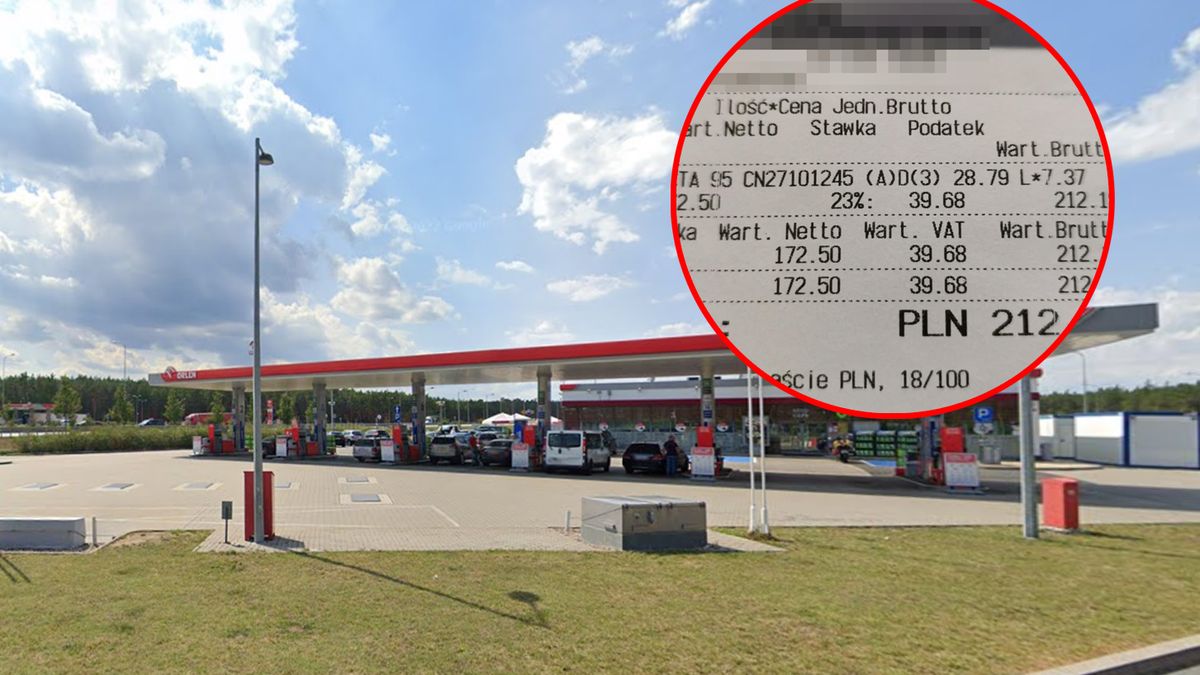 Ilość*Cena Jedn.Brutto
art.Netto Stawka Podatek
Wart.Brutt
TA 95 CN27101245 (A)D(3) 28.79 L*7.37
2.50 23%: 39.68 212.1
ka Wart. Netto Wart. VAT Wart.Brutt
172.50 39.68 212.
172.50 39.68 212
: PLN 212
aście PLN, 18/100
ORLEN
P